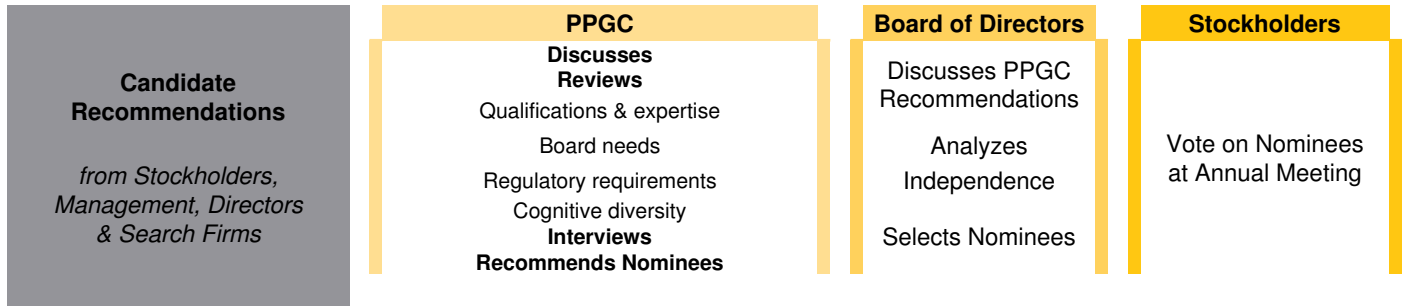 Candidate
Recommendations
from Stockholders,
Management, Directors
& Search Firms
PPGC
Discusses
Reviews
Qualifications & expertise
Board needs
Regulatory requirements
Cognitive diversity
Interviews
Recommends Nominees
Board of Directors
Discusses PPGC
Recommendations
Analyzes
Independence
Selects Nominees
Stockholders
Vote on Nominees
at Annual Meeting